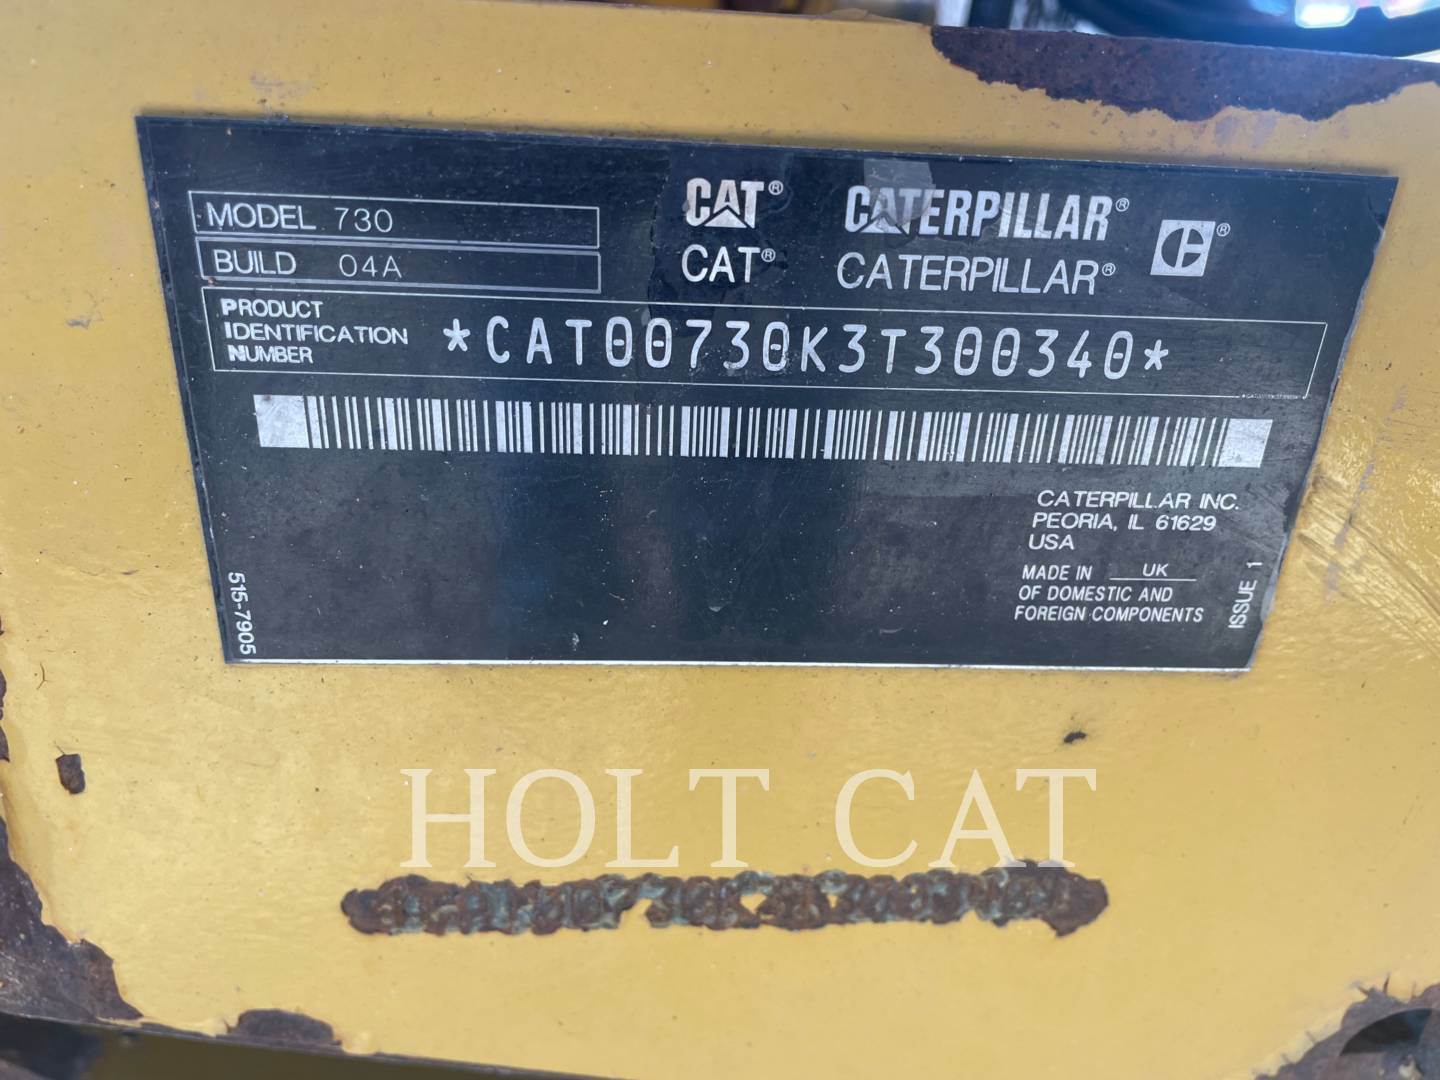 MODEL 730
BUILD 04A
CAT® CATERPILLAR® ®
CAT® CATERPILLAR®
PRODUCT
IDENTIFICATION
NUMBER
*CAT00730K3T300340*
CATERPILLAR INC.
PEORIA, IL 61629
USA
MADE IN UK
OF DOMESTIC AND
FOREIGN COMPONENTS
ISSUE 1
515-7905
HOLT CAT